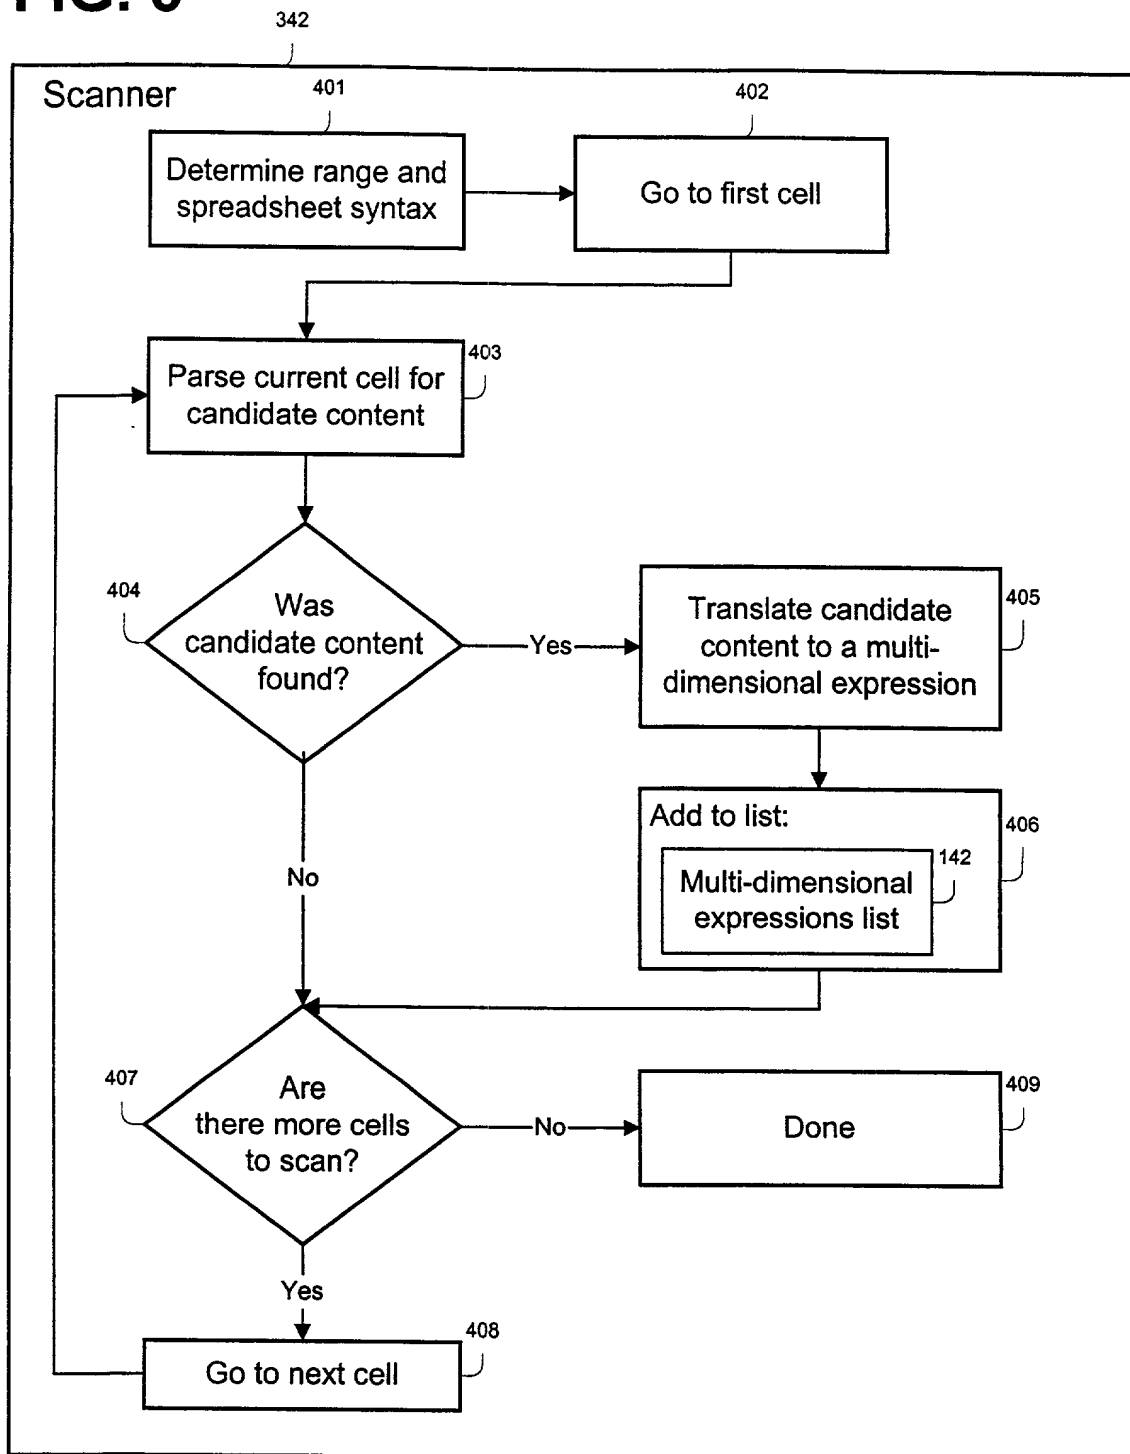 342
Scanner
401
402
Determine range and
spreadsheet syntax
Go to first cell
403
Parse current cell for
candidate content
404
Was
candidate content
found?
Yes
405
Translate candidate
content to a multi-
dimensional expression
No
406
Add to list:
142
Multi-dimensional
expressions list
407
Are
there more cells
to scan?
No
409
Done
Yes
408
Go to next cell